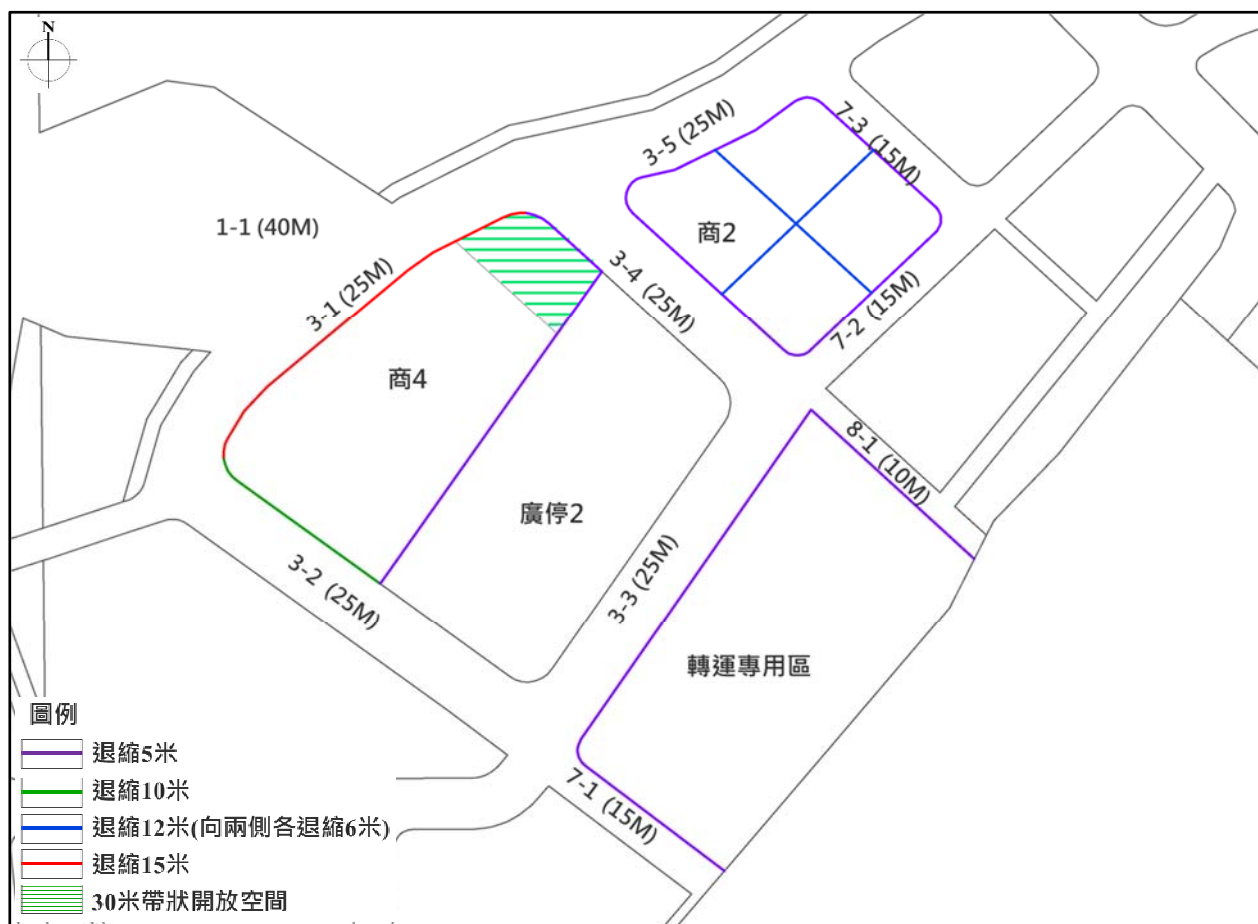 N
7-3 (15M)
3-5 (25M)
1-1 (40M)
商2
3-4 (25M)
3-1 (25M)
7-2 (15M)
商4
8-1 (10M)
廣停2
3-2 (25M)
3-3 (25M)
轉運專用區
7-1 (15M)
圖例
退縮5米
退縮10米
退縮12米(向兩側各退縮6米)
退縮15米
30米帶狀開放空間